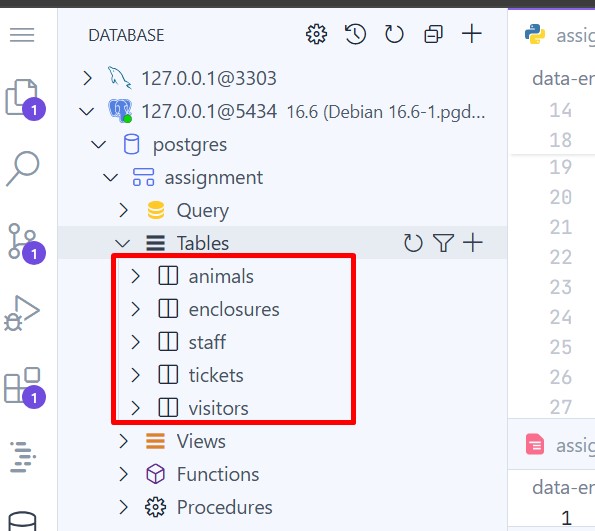 DATABASE
127.0.0.1@3303
127.0.0.1@5434 16.6 (Debian 16.6-1.pgd...
postgres
assignment
Query
Tables
animals
enclosures
staff
tickets
visitors
Views
Functions
Procedures
1
1
1
assig
data-en
14
18
19
20
21
22
23
24
25
26
27
assig
data-en
1